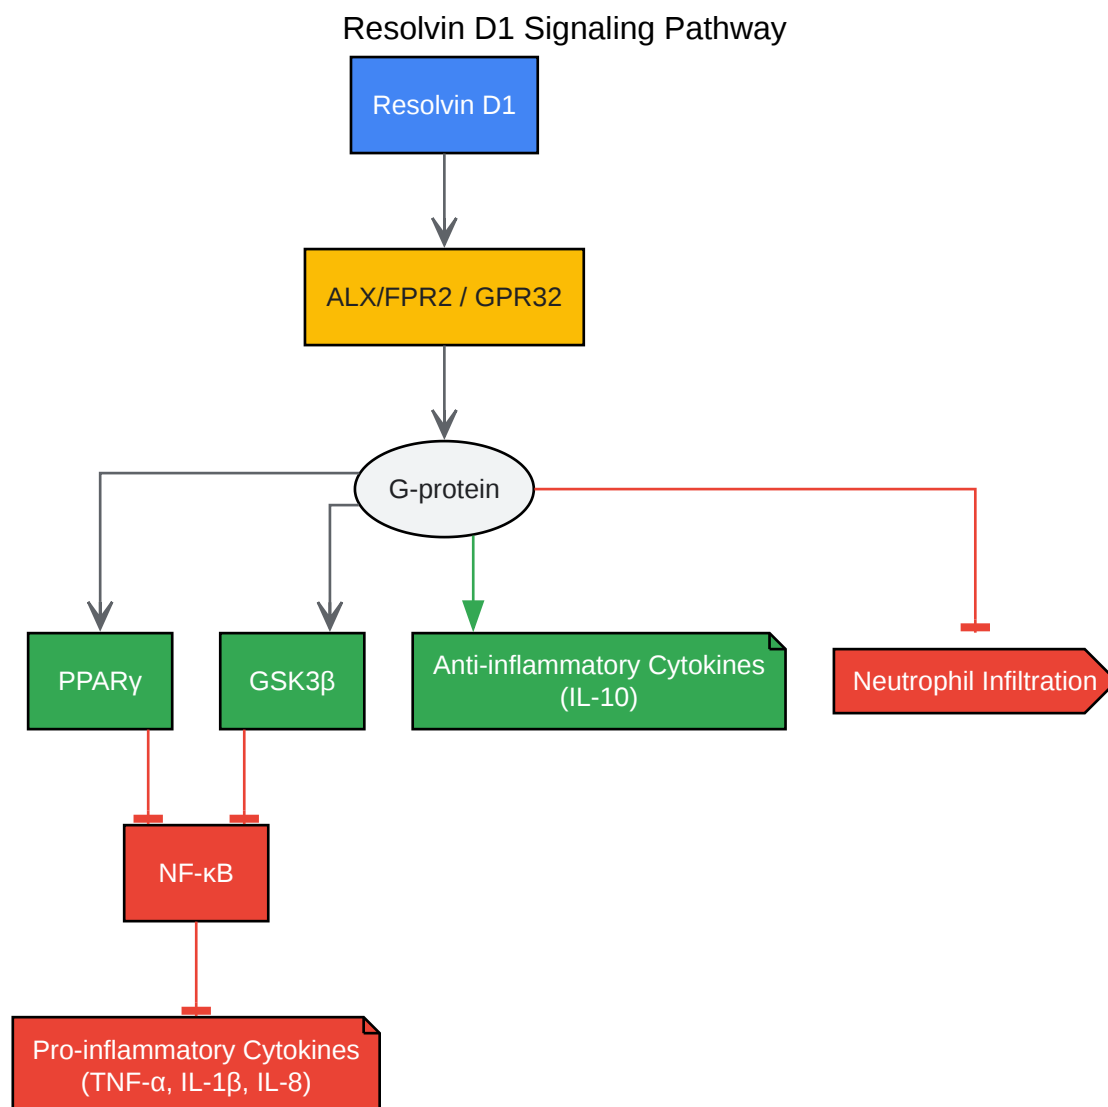 Resolvin D1 Signaling Pathway
Resolvin D1
ALX/FPR2 / GPR32
G-protein
PPARγ
GSK3β
Anti-inflammatory Cytokines
(IL-10)
Neutrophil Infiltration
NF-κB
Pro-inflammatory Cytokines
(TNF-α, IL-1β, IL-8)